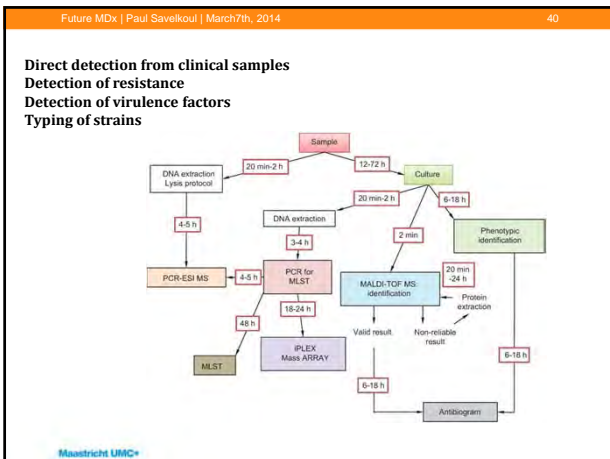 Future MDx | Paul Savelkoul | March7th, 2014
40
Direct detection from clinical samples
Detection of resistance
Detection of virulence factors
Typing of strains
Sample
20 min-2 h
12-72 h
DNA extraction
Lysis protocol
Culture
20 min-2 h
6-18 h
4-5 h
DNA extraction
2 min
Phenotypic
identification
3-4 h
PCR-ESI MS
4-5 h
PCR for
MLST
MALDI-TOF MS:
identification
20 min
-24 h
Protein
extraction
18-24 h
48 h
Valid result
Non-reliable
result
iPLEX
Mass ARRAY
MLST
6-18 h
6-18 h
Antibiogram
Maastricht UMC+